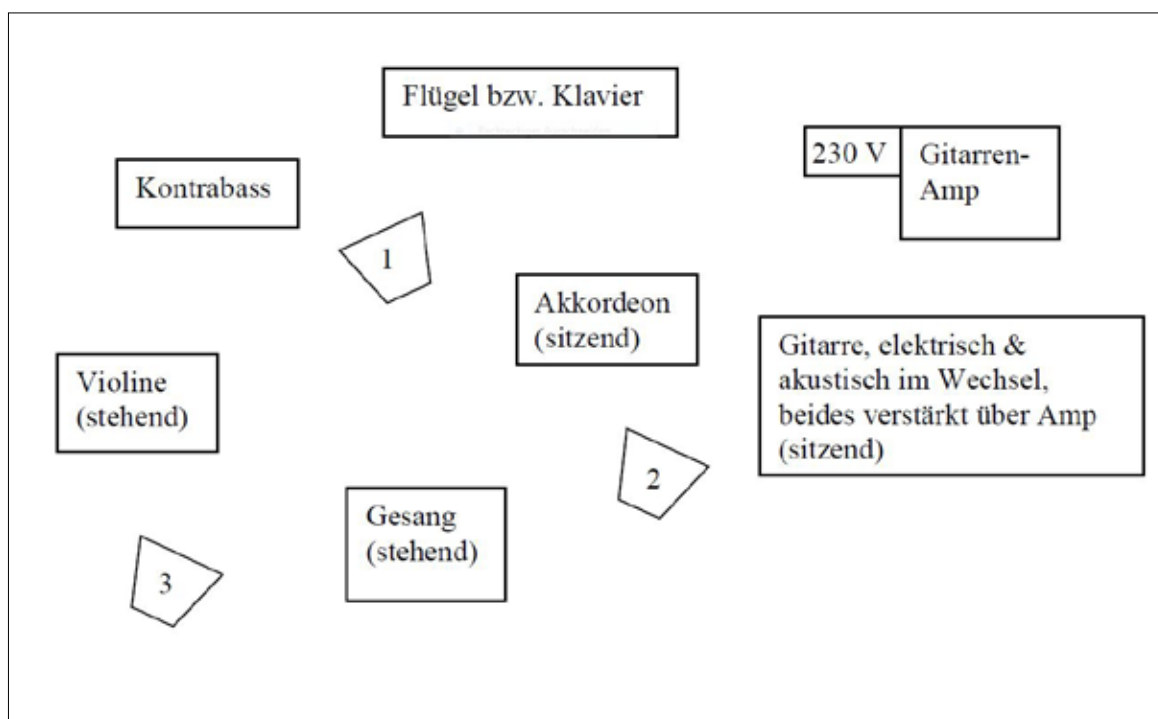 Flügel bzw. Klavier
230 V
Gitarren-
Amp
Kontrabass
1
Akkordeon
(sitzend)
Gitarre, elektrisch &
akustisch im Wechsel,
beides verstärkt über Amp
(sitzend)
Violine
(stehend)
2
Gesang
(stehend)
3